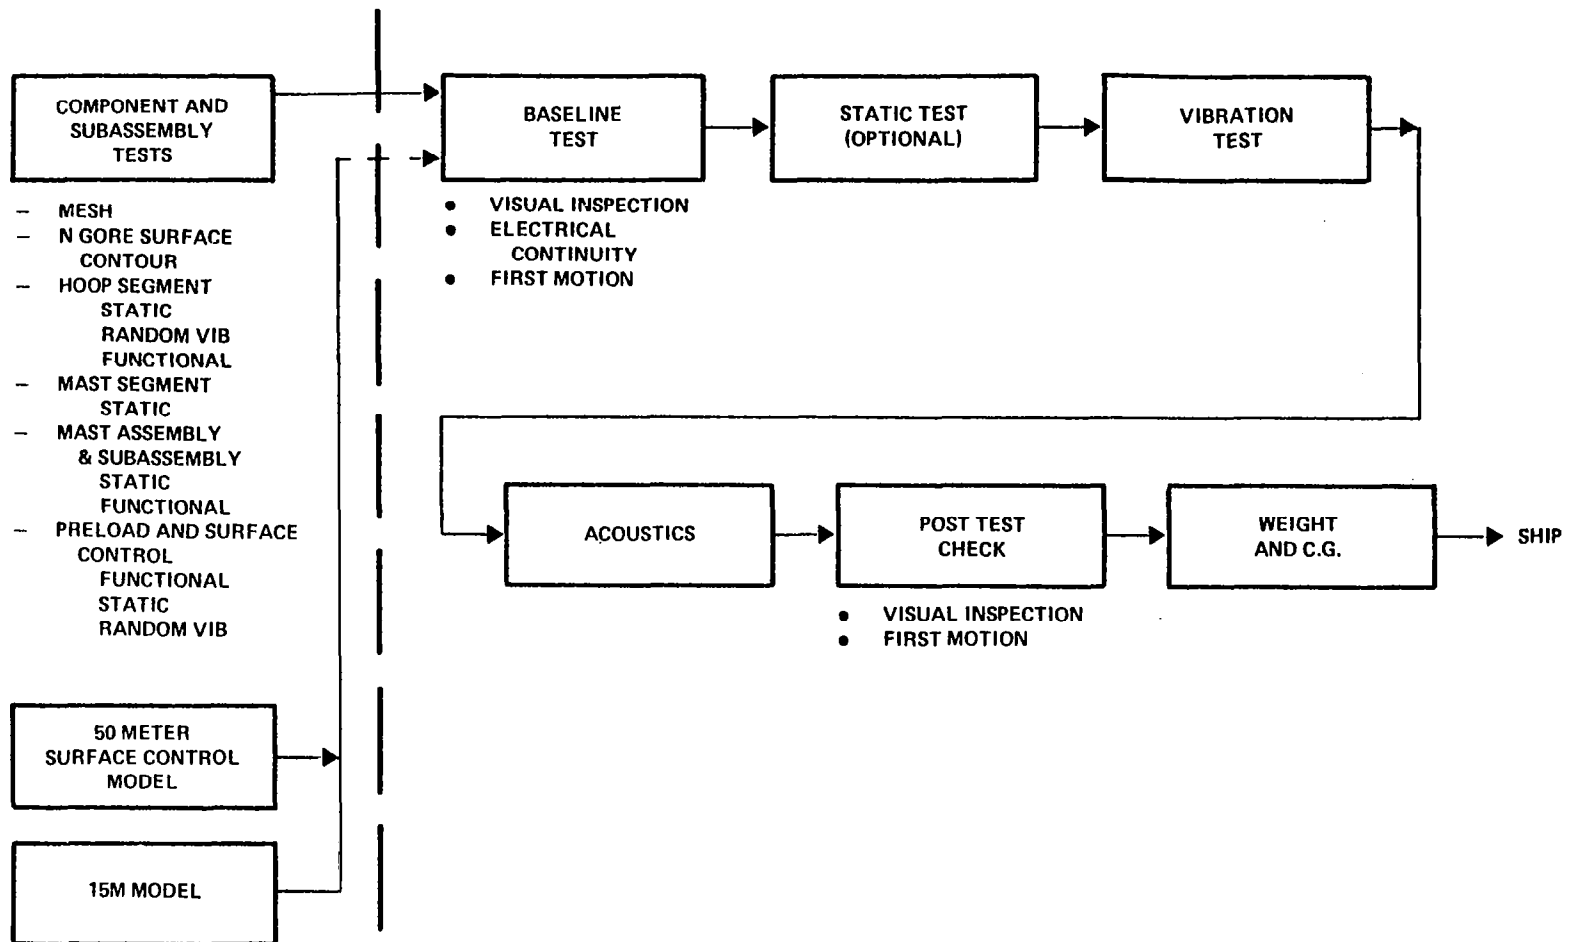 COMPONENT AND
SUBASSEMBLY
TESTS
– MESH
– N GORE SURFACE
CONTOUR
– HOOP SEGMENT
STATIC
RANDOM VIB
FUNCTIONAL
– MAST SEGMENT
STATIC
– MAST ASSEMBLY
& SUBASSEMBLY
STATIC
FUNCTIONAL
– PRELOAD AND SURFACE
CONTROL
FUNCTIONAL
STATIC
RANDOM VIB
50 METER
SURFACE CONTROL
MODEL
15M MODEL
BASELINE
TEST
• VISUAL INSPECTION
• ELECTRICAL
CONTINUITY
• FIRST MOTION
STATIC TEST
(OPTIONAL)
VIBRATION
TEST
ACOUSTICS
POST TEST
CHECK
• VISUAL INSPECTION
• FIRST MOTION
WEIGHT
AND C.G.
SHIP